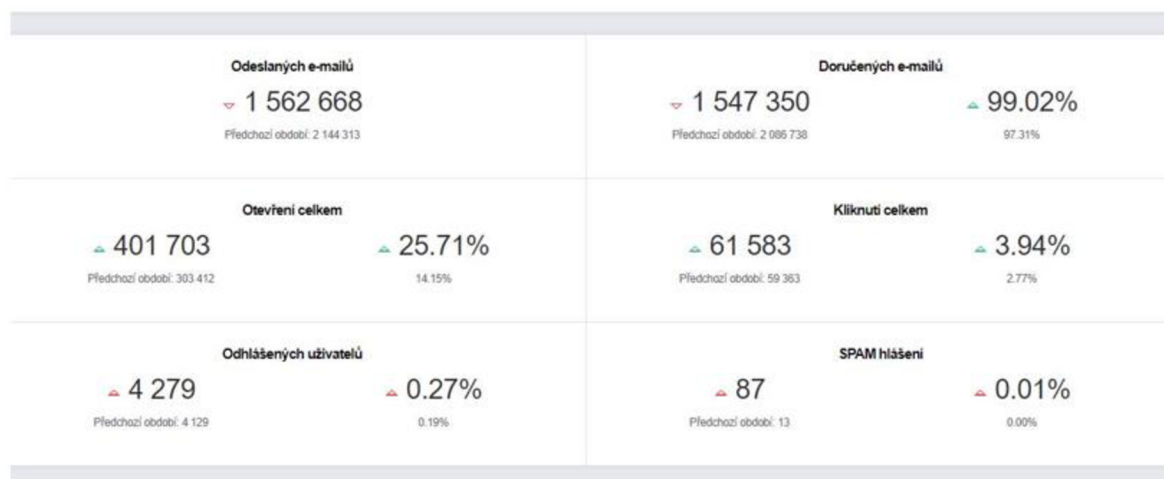 Odeslaných e-mailů
1 562 668
Předchozí období: 2 144 313
Doručených e-mailů
1 547 350 99.02%
Předchozí období: 2 086 738 97.31%
Otevření celkem
401 703 25.71%
Předchozí období: 303 412 14.15%
Kliknutí celkem
61 583 3.94%
Předchozí období: 59 363 2.77%
Odhlášených uživatelů
4 279 0.27%
Předchozí období: 4 129 0.19%
SPAM hlášení
87 0.01%
Předchozí období: 13 0.00%